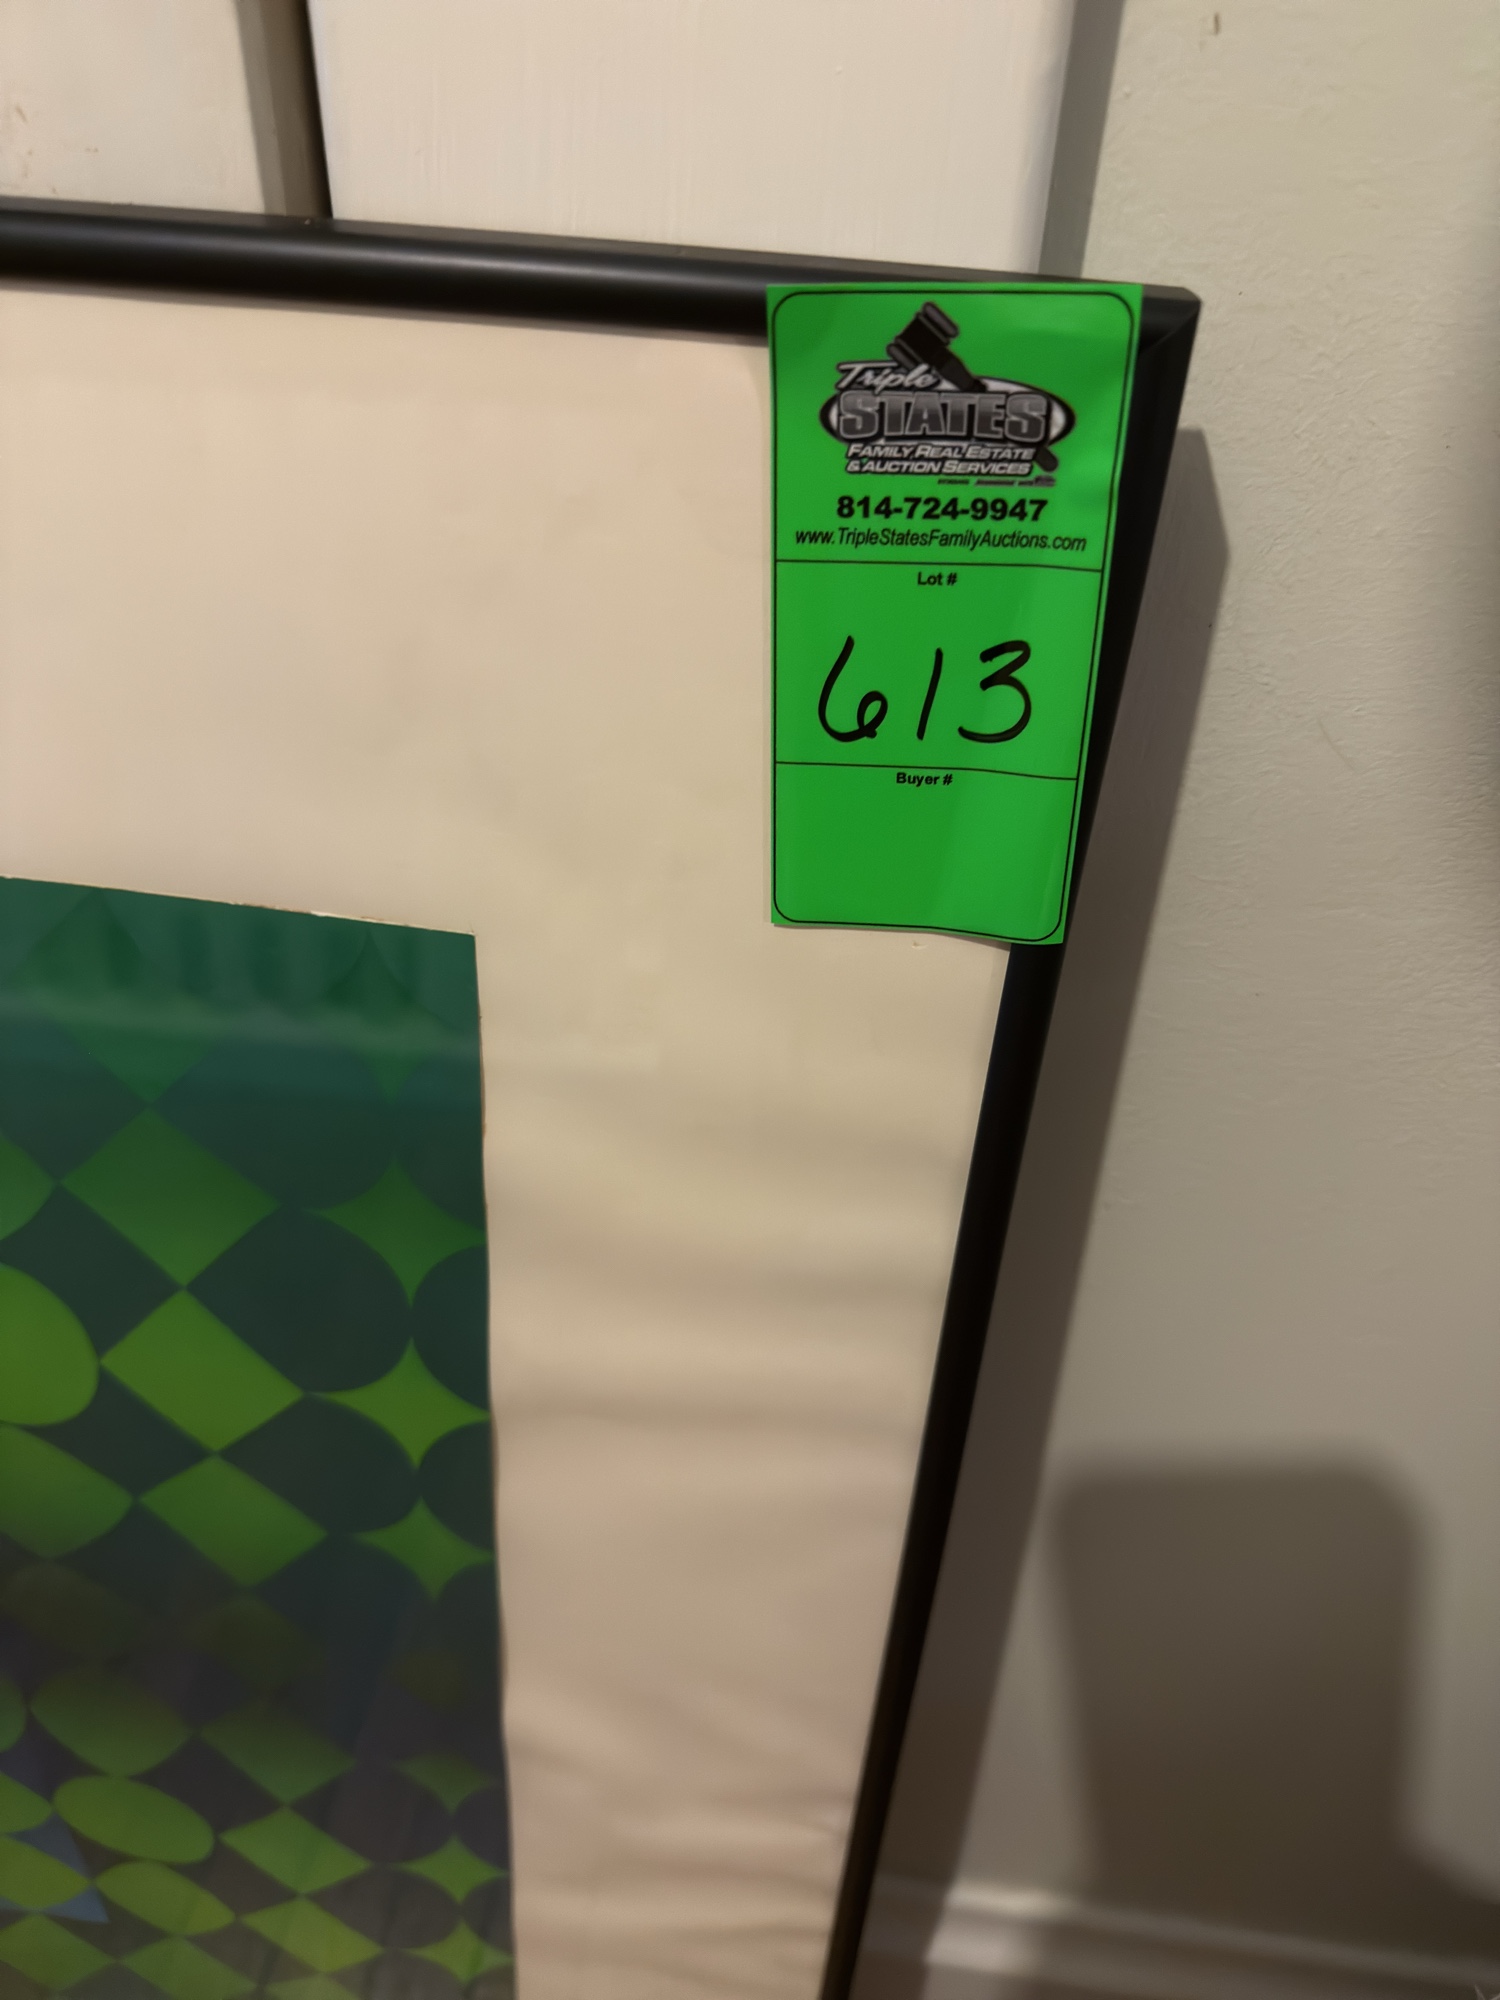 Triple
STATES
FAMILY REAL ESTATE
& AUCTION SERVICES
814-724-9947
www.TripleStatesFamilyAuctions.com
Lot #
613
Buyer #